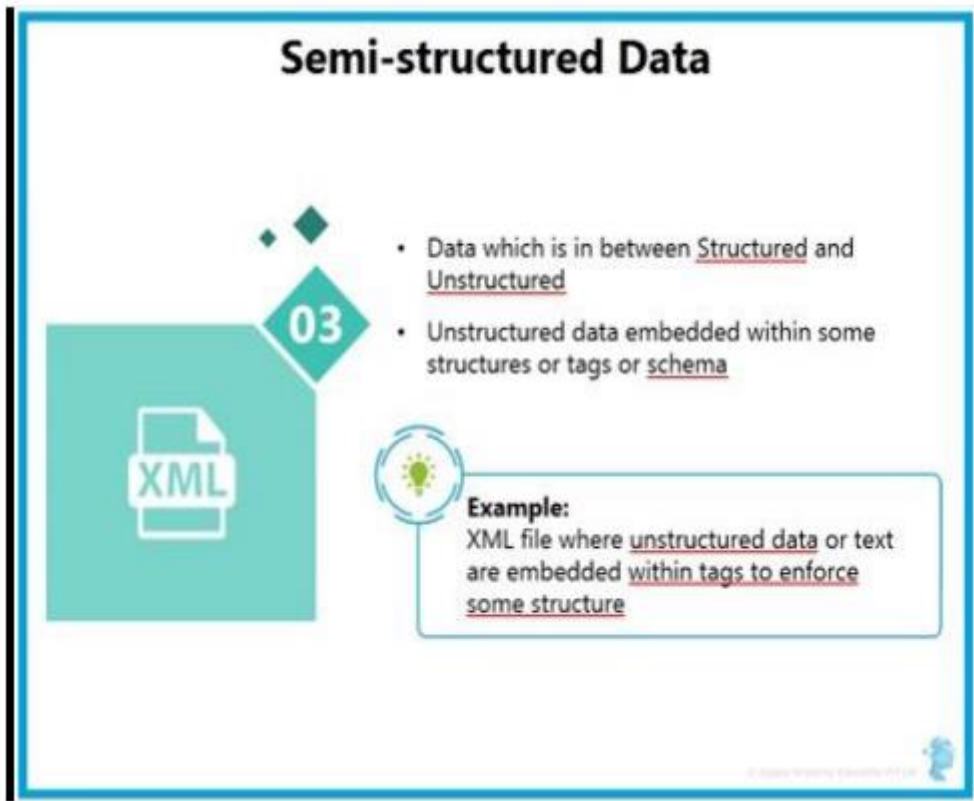 Semi-structured Data
• Data which is in between Structured and
Unstructured
03
• Unstructured data embedded within some
structures or tags or schema
XML
Example:
XML file where unstructured data or text
are embedded within tags to enforce
some structure